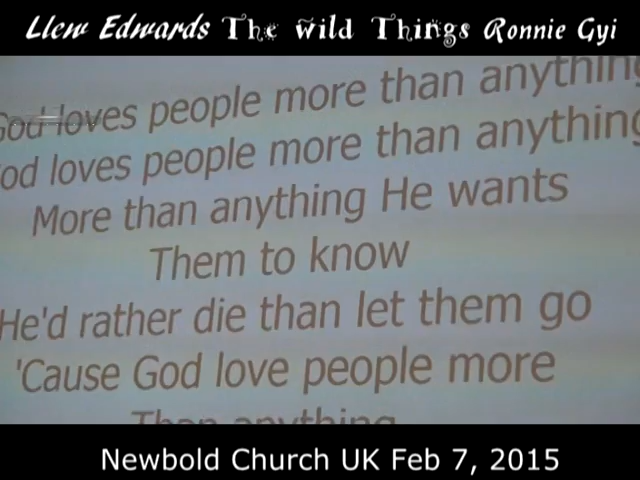 Llew Edwards The Wild Things Ronnie Gyi
God loves people more than anything
od loves people more than anything
More than anything He wants
Them to know
He'd rather die than let them go
'Cause God love people more
Than anything
Newbold Church UK Feb 7, 2015